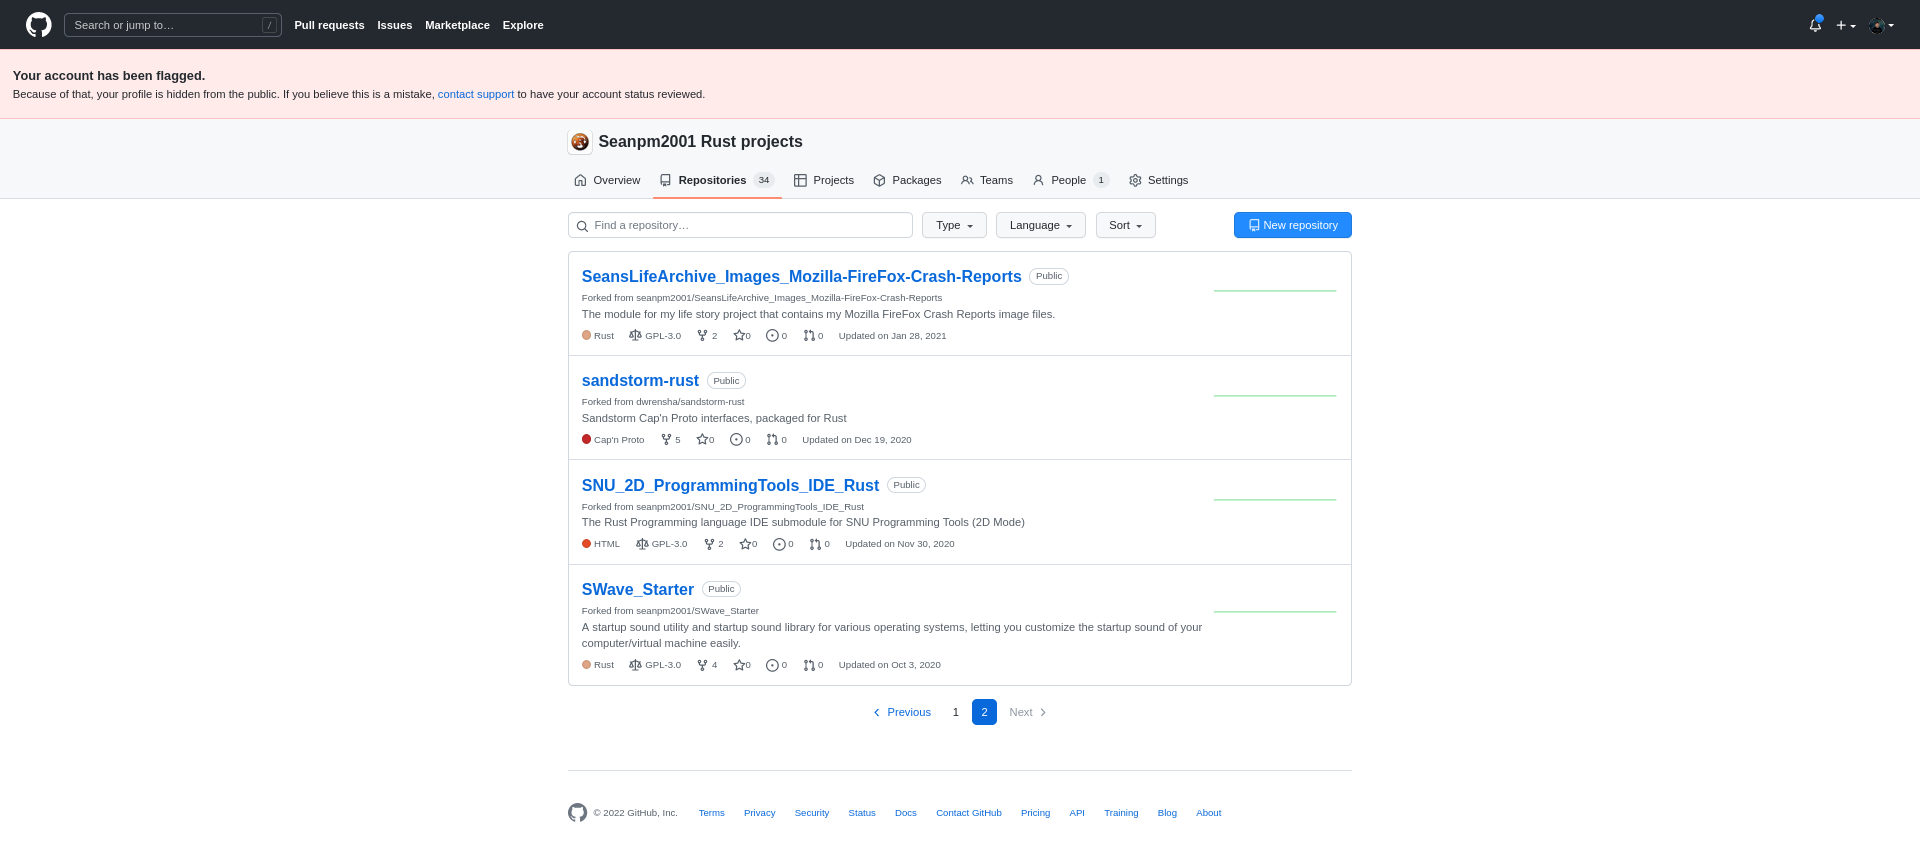 Search or jump to… / Pull requests Issues Marketplace Explore
Your account has been flagged.
Because of that, your profile is hidden from the public. If you believe this is a mistake, contact support to have your account status reviewed.
Seanpm2001 Rust projects
Overview Repositories 34 Projects Packages Teams People 1 Settings
Find a repository… Type Language Sort New repository
SeansLifeArchive_Images_Mozilla-FireFox-Crash-Reports Public
Forked from seanpm2001/SeansLifeArchive_Images_Mozilla-FireFox-Crash-Reports
The module for my life story project that contains my Mozilla FireFox Crash Reports image files.
Rust GPL-3.0 2 0 0 0 Updated on Jan 28, 2021
sandstorm-rust Public
Forked from dwrensha/sandstorm-rust
Sandstorm Cap'n Proto interfaces, packaged for Rust
Cap'n Proto 5 0 0 0 Updated on Dec 19, 2020
SNU_2D_ProgrammingTools_IDE_Rust Public
Forked from seanpm2001/SNU_2D_ProgrammingTools_IDE_Rust
The Rust Programming language IDE submodule for SNU Programming Tools (2D Mode)
HTML GPL-3.0 2 0 0 0 Updated on Nov 30, 2020
SWave_Starter Public
Forked from seanpm2001/SWave_Starter
A startup sound utility and startup sound library for various operating systems, letting you customize the startup sound of your
computer/virtual machine easily.
Rust GPL-3.0 4 0 0 0 Updated on Oct 3, 2020
Previous 1 2 Next
© 2022 GitHub, Inc. Terms Privacy Security Status Docs Contact GitHub Pricing API Training Blog About